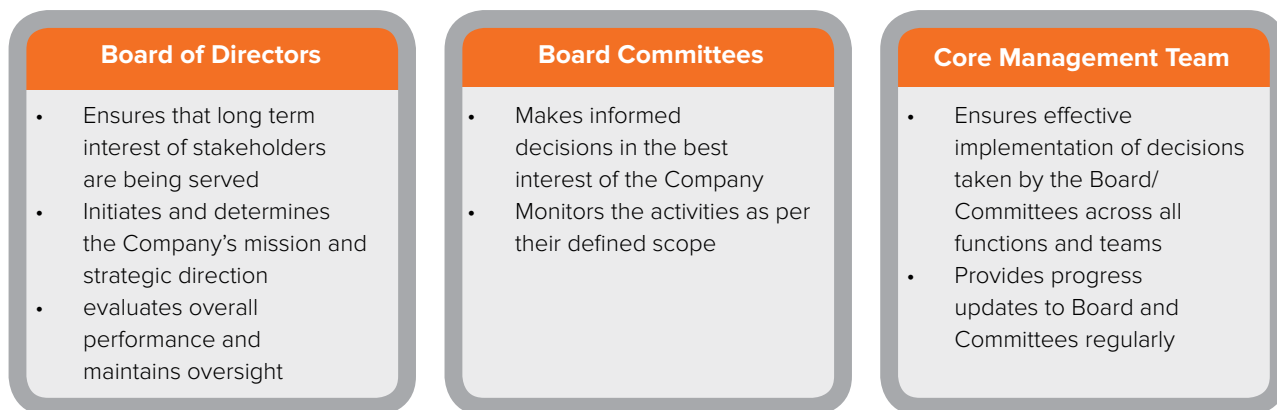 Board of Directors
• Ensures that long term
interest of stakeholders
are being served
• Initiates and determines
the Company’s mission and
strategic direction
• evaluates overall
performance and
maintains oversight
Board Committees
• Makes informed
decisions in the best
interest of the Company
• Monitors the activities as per
their defined scope
Core Management Team
• Ensures effective
implementation of decisions
taken by the Board/
Committees across all
functions and teams
• Provides progress
updates to Board and
Committees regularly